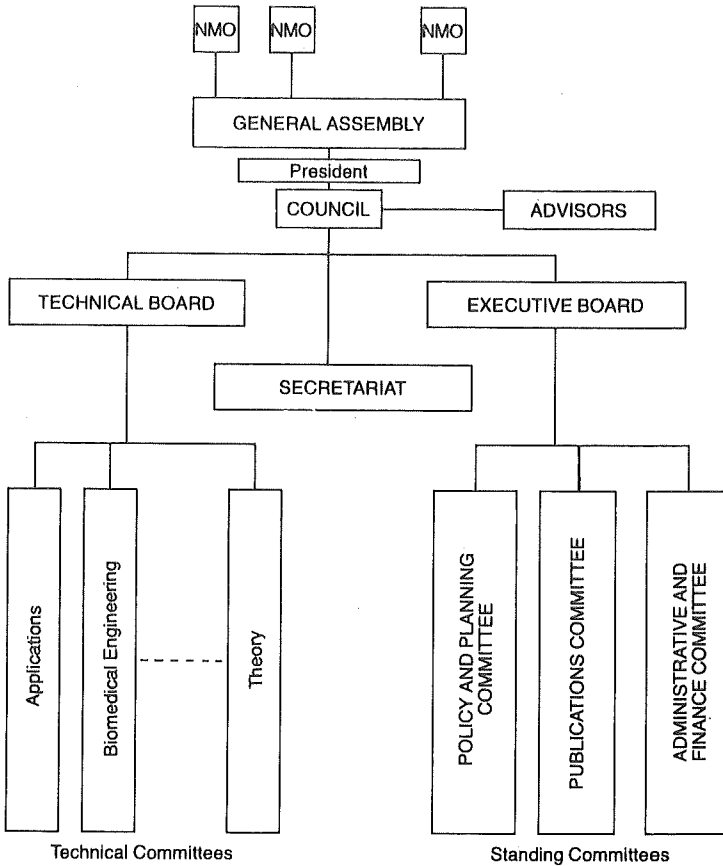 NMO
NMO
NMO
GENERAL ASSEMBLY
President
COUNCIL
ADVISORS
TECHNICAL BOARD
EXECUTIVE BOARD
SECRETARIAT
Applications
Biomedical Engineering
Theory
POLICY AND PLANNING
COMMITTEE
PUBLICATIONS COMMITTEE
ADMINISTRATIVE AND
FINANCE COMMITTEE
Technical Committees
Standing Committees